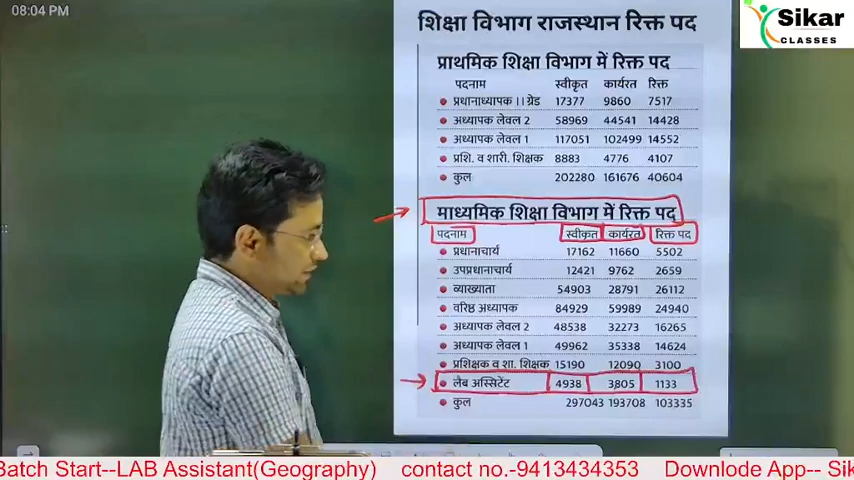 08:04 PM
Sikar
CLASSES
शिक्षा विभाग राजस्थान रिक्त पद
प्राथमिक शिक्षा विभाग में रिक्त पद
पदनाम स्वीकृत कार्यरत रिक्त
प्रधानाध्यापक ।। ग्रेड 17377 9860 7517
अध्यापक लेवल 2 58969 44541 14428
अध्यापक लेवल 1 117051 102499 14552
प्रशि. व शारी. शिक्षक 8883 4776 4107
कुल 202280 161676 40604
माध्यमिक शिक्षा विभाग में रिक्त पद
पदनाम स्वीकृत कार्यरत रिक्त पद
प्रधानाचार्य 17162 11660 5502
उपप्रधानाचार्य 12421 9762 2659
व्याख्याता 54903 28791 26112
वरिष्ठ अध्यापक 84929 59989 24940
अध्यापक लेवल 2 48538 32273 16265
अध्यापक लेवल 1 49962 35338 14624
प्रशिक्षक व शा. शिक्षक 15190 12090 3100
लैब अस्सिटेट 4938 3805 1133
कुल 297043 193708 103335
Batch Start--LAB Assistant(Geography) contact no.-9413434353 Downlode App-- Sik